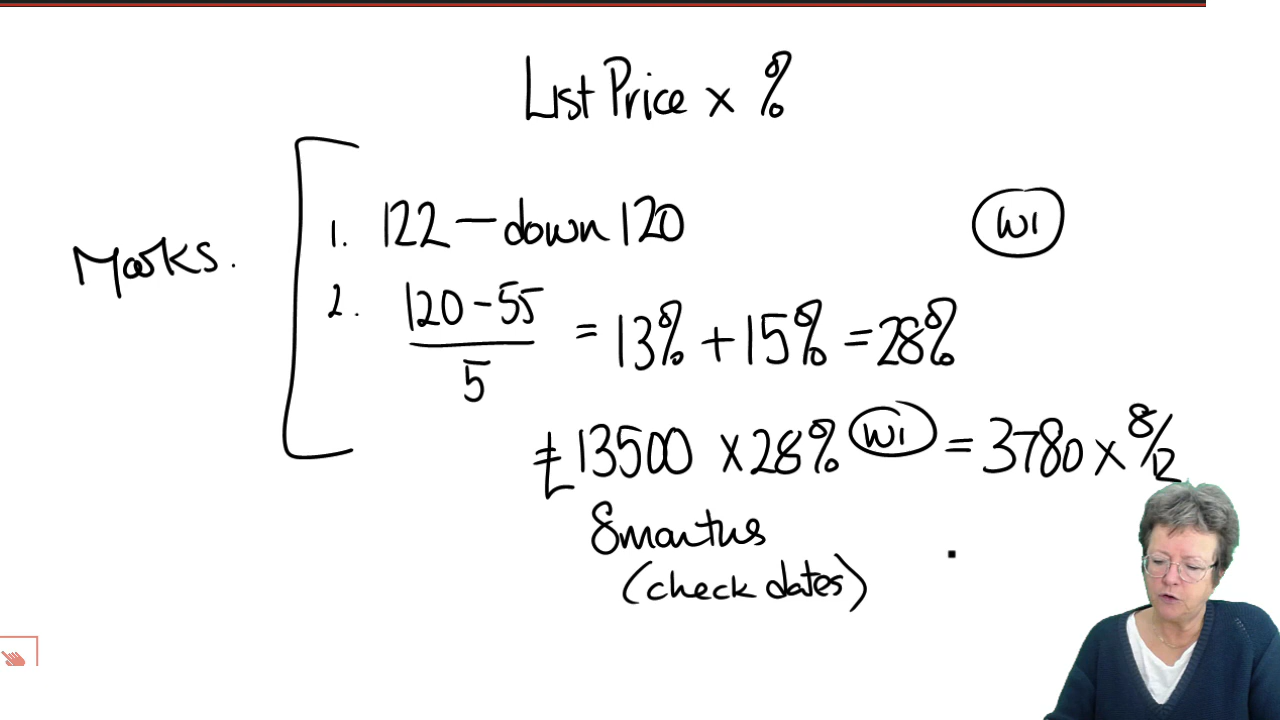 List Price x %
Marks.
1. 122 — down 120
W1
2. 120 - 55 / 5 = 13% + 15% = 28%
£13500 x 28% W1 = 3780 x 8/12
8 months
(check dates)